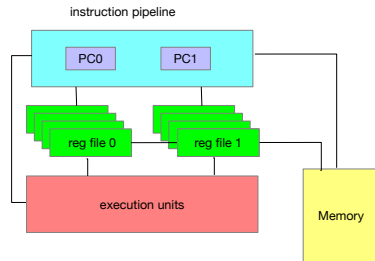 instruction pipeline
PC0
PC1
reg file 0
reg file 1
execution units
Memory